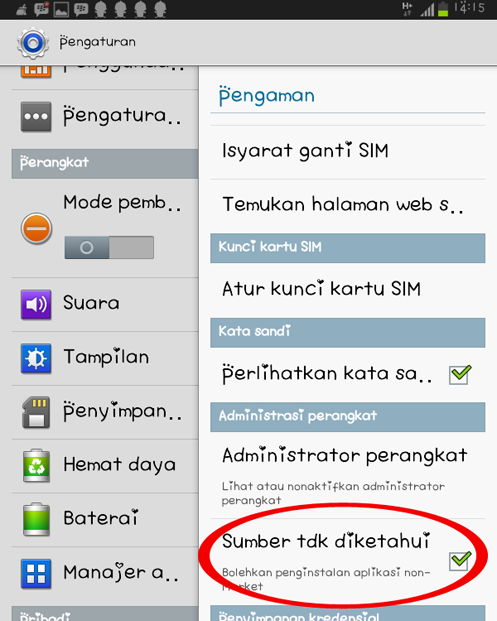 H+ 14:15
Pengaturan
Pengguna..
Pengatura..
Perangkat
Mode pemb..
Suara
Tampilan
Penyimpan..
Hemat daya
Baterai
Manajer a..
Pribadi
Pengaman
Isyarat ganti SIM
Temukan halaman web s..
Kunci kartu SIM
Atur kunci kartu SIM
Kata sandi
Perlihatkan kata sa..
Administrasi perangkat
Administrator perangkat
Lihat atau nonaktifkan administrator
perangkat
Sumber tdk diketahui
Bolehkan penginstalan aplikasi non-
Market
Penyimpanan kredensial